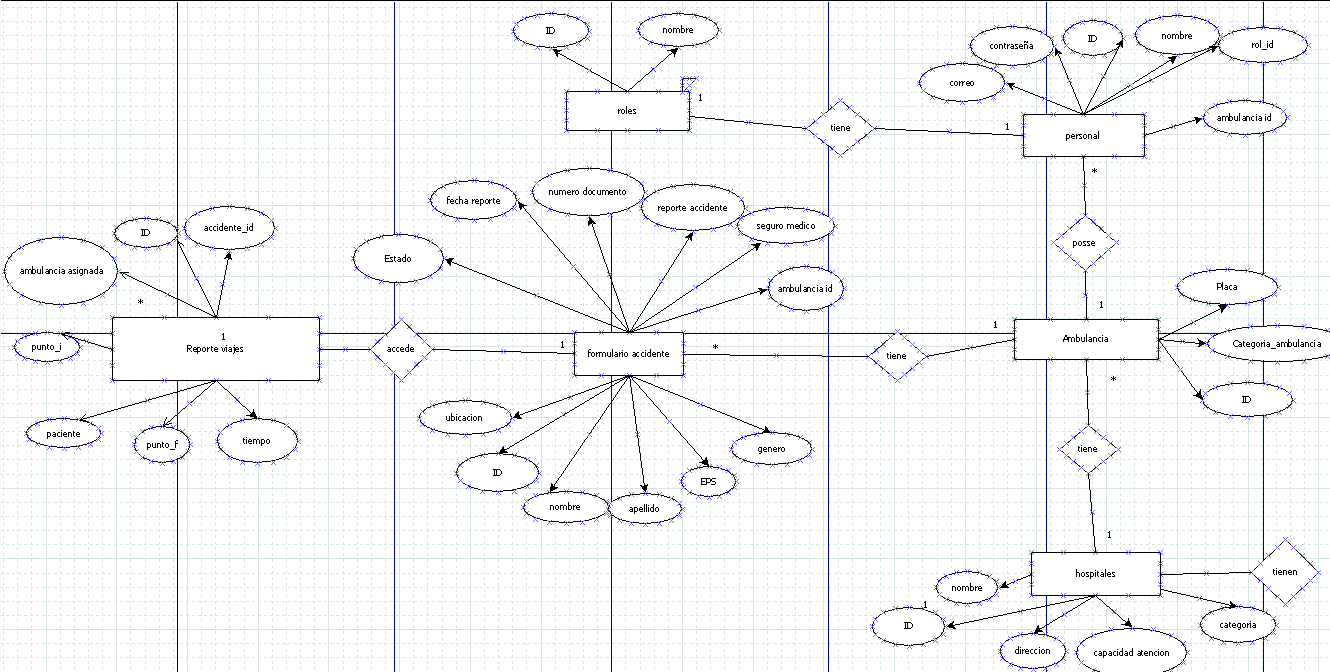 ID
nombre
roles
1
tiene
1
contraseña
ID
nombre
rol_id
correo
ambulancia id
personal
*
posse
1
fecha reporte
numero documento
reporte accidente
seguro medico
Estado
ambulancia id
ID
accidente_id
ambulancia asignada
*
1
Reporte viajes
punto_i
paciente
punto_f
tiempo
accede
1
formulario accidente
*
tiene
1
Ambulancia
Placa
Categoria_ambulancia
ID
*
ubicacion
ID
nombre
apellido
EPS
genero
tiene
1
hospitales
tienen
nombre
1
ID
direccion
capacidad atencion
categoria